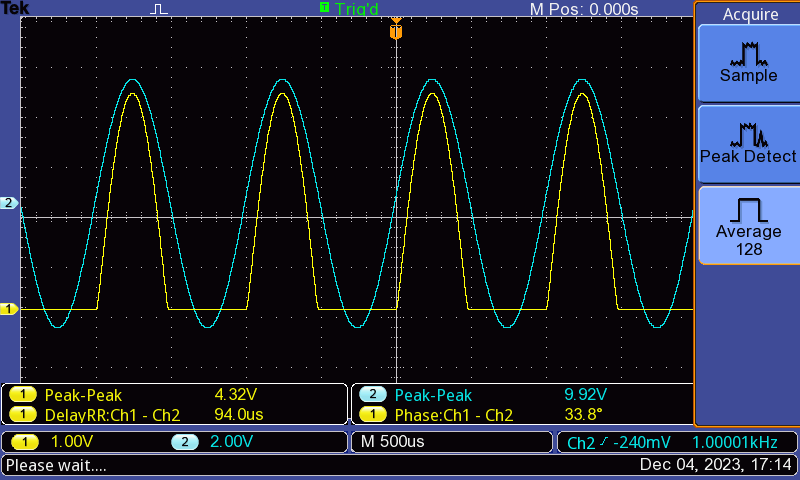 Tek T Trig'd M Pos: 0.000s Acquire
T
Sample
Peak Detect
2
Average
128
1
1 Peak-Peak 4.32V 2 Peak-Peak 9.92V
1 DelayRR:Ch1 - Ch2 94.0us 1 Phase:Ch1 - Ch2 33.8°
1 1.00V 2 2.00V M 500us Ch2 -240mV 1.00001kHz
Please wait.... Dec 04, 2023, 17:14